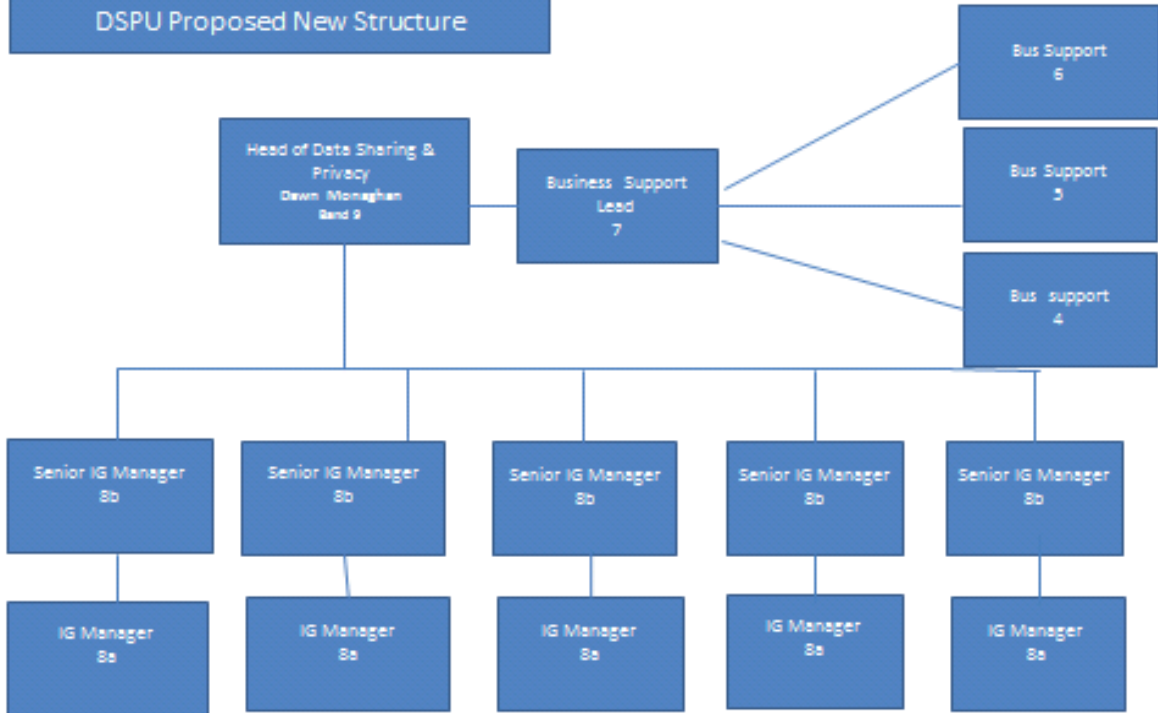 DSPU Proposed New Structure
Bus Support
6
Head of Data Sharing &
Privacy
Dawn Monaghan
Band 9
Business Support
Lead
7
Bus Support
5
Bus support
4
Senior IG Manager
8b
Senior IG Manager
8b
Senior IG Manager
8b
Senior IG Manager
8b
Senior IG Manager
8b
IG Manager
8a
IG Manager
8a
IG Manager
8a
IG Manager
8a
IG Manager
8a